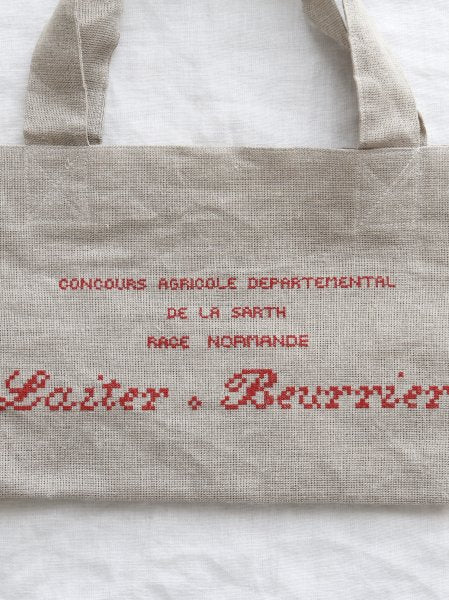 CONCOURS AGRICOLE DEPARTEMENTAL
DE LA SARTH
RACE NORMANDE
Laiter . Beurrier